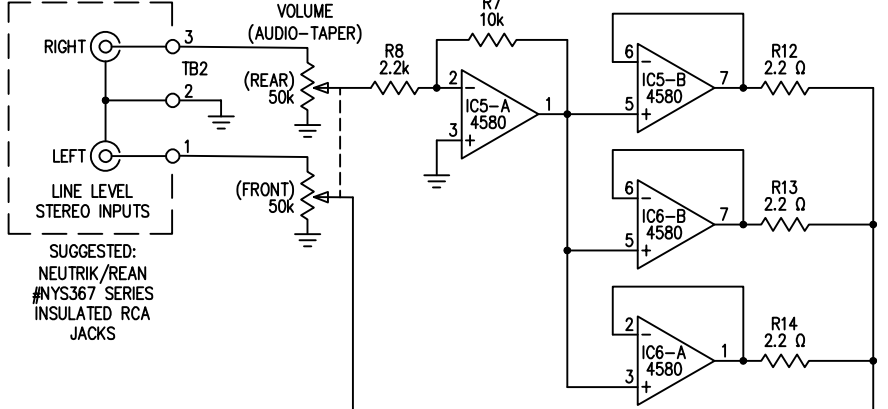 RIGHT
3
TB2
2
LEFT
1
LINE LEVEL
STEREO INPUTS
SUGGESTED:
NEUTRIK/REAN
#NYS367 SERIES
INSULATED RCA
JACKS
VOLUME
(AUDIO-TAPER)
(REAR)
50k
(FRONT)
50k
R8
2.2k
R7
10k
2
3
1
IC5-A
4580
6
5
7
IC5-B
4580
R12
2.2 Ω
6
5
7
IC6-B
4580
R13
2.2 Ω
2
3
1
IC6-A
4580
R14
2.2 Ω